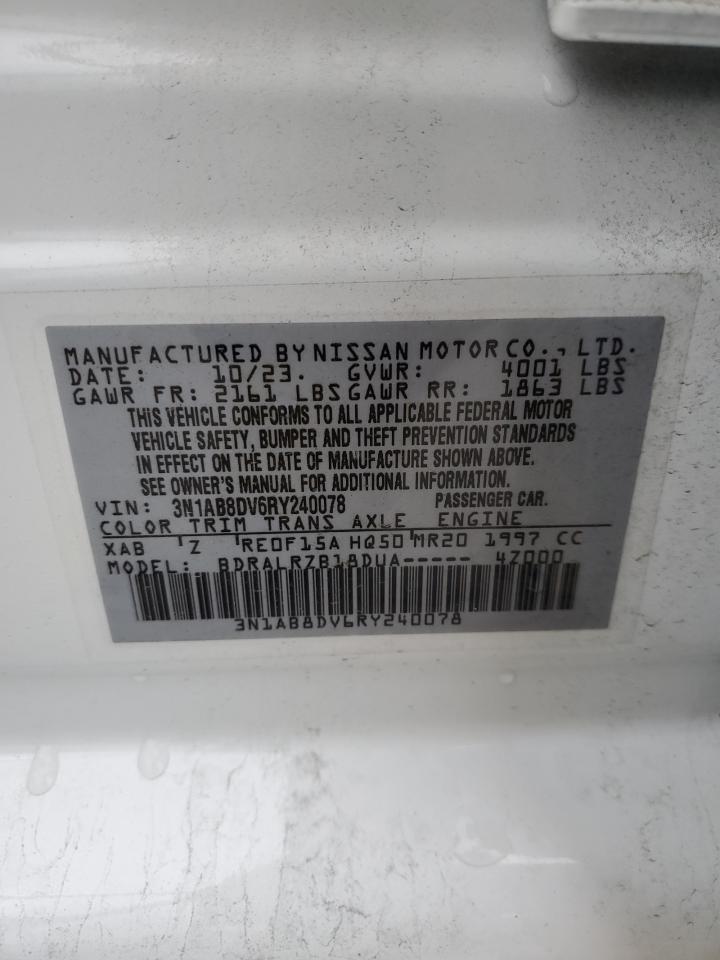 MANUFACTURED BY NISSAN MOTOR CO., LTD.
DATE: 10/23. GVWR: 4001 LBS
GAWR FR: 2161 LBS GAWR RR: 1863 LBS
THIS VEHICLE CONFORMS TO ALL APPLICABLE FEDERAL MOTOR
VEHICLE SAFETY, BUMPER AND THEFT PREVENTION STANDARDS
IN EFFECT ON THE DATE OF MANUFACTURE SHOWN ABOVE.
SEE OWNER'S MANUAL FOR ADDITIONAL INFORMATION.
VIN: 3N1AB8DV6RY240078 PASSENGER CAR.
COLOR TRIM TRANS AXLE ENGINE
XAB Z RE0F15A HQ50 MR20 1997 CC
MODEL: BDRALRZB18DUA----- 4Z000
3N1AB8DV6RY240078